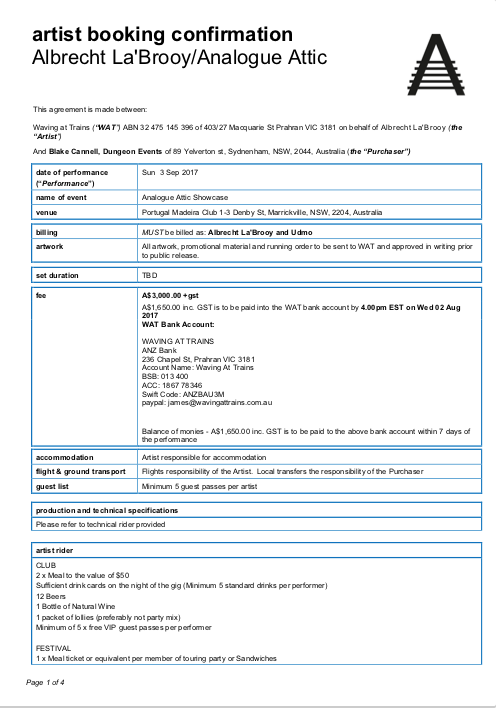 artist booking confirmation
Albrecht La'Brooy/Analogue Attic
This agreement is made between:
Waving at Trains ("WAT") ABN 32 475 145 396 of 403/27 Macquarie St Prahran VIC 3181 on behalf of Albrecht La'Brooy (the
"Artist")
And Blake Cannell, Dungeon Events of 89 Yelverton st, Sydnenham, NSW, 2044, Australia (the "Purchaser")
date of performance
("Performance")
Sun 3 Sep 2017
name of event
Analogue Attic Showcase
venue
Portugal Madeira Club 1-3 Denby St, Marrickville, NSW, 2204, Australia
billing
MUST be billed as: Albrecht La'Brooy and Udmo
artwork
All artwork, promotional material and running order to be sent to WAT and approved in writing prior
to public release.
set duration
TBD
fee
A$3,000.00 +gst
A$1,650.00 inc. GST is to be paid into the WAT bank account by 4.00pm EST on Wed 02 Aug
2017
WAT Bank Account:
WAVING AT TRAINS
ANZ Bank
236 Chapel St, Prahran VIC 3181
Account Name: Waving At Trains
BSB: 013 400
ACC: 1867 78346
Swift Code: ANZBAU3M
paypal: james@wavingattrains.com.au
Balance of monies - A$1,650.00 inc. GST is to be paid to the above bank account within 7 days of
the performance
accommodation
Artist responsible for accommodation
flight & ground transport
Flights responsibility of the Artist. Local transfers the responsibility of the Purchaser
guest list
Minimum 5 guest passes per artist
production and technical specifications
Please refer to technical rider provided
artist rider
CLUB
2 x Meal to the value of $50
Sufficient drink cards on the night of the gig (Minimum 5 standard drinks per performer)
12 Beers
1 Bottle of Natural Wine
1 packet of lollies (preferably not party mix)
Minimum of 5 x free VIP guest passes per performer
FESTIVAL
1 x Meal ticket or equivalent per member of touring party or Sandwiches
Page 1 of 4